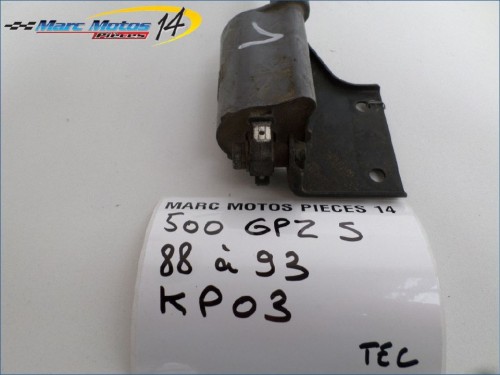 Marc Motos 14
PIECES
MARC MOTOS PIECES 14
500 GPZ S
88 à 93
KP03
TEC